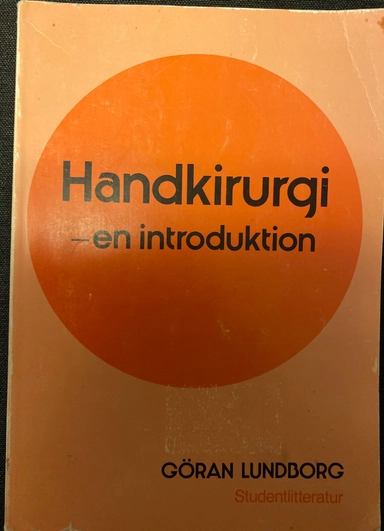 Handkirurgi
–en introduktion
GÖRAN LUNDBORG
Studentlitteratur